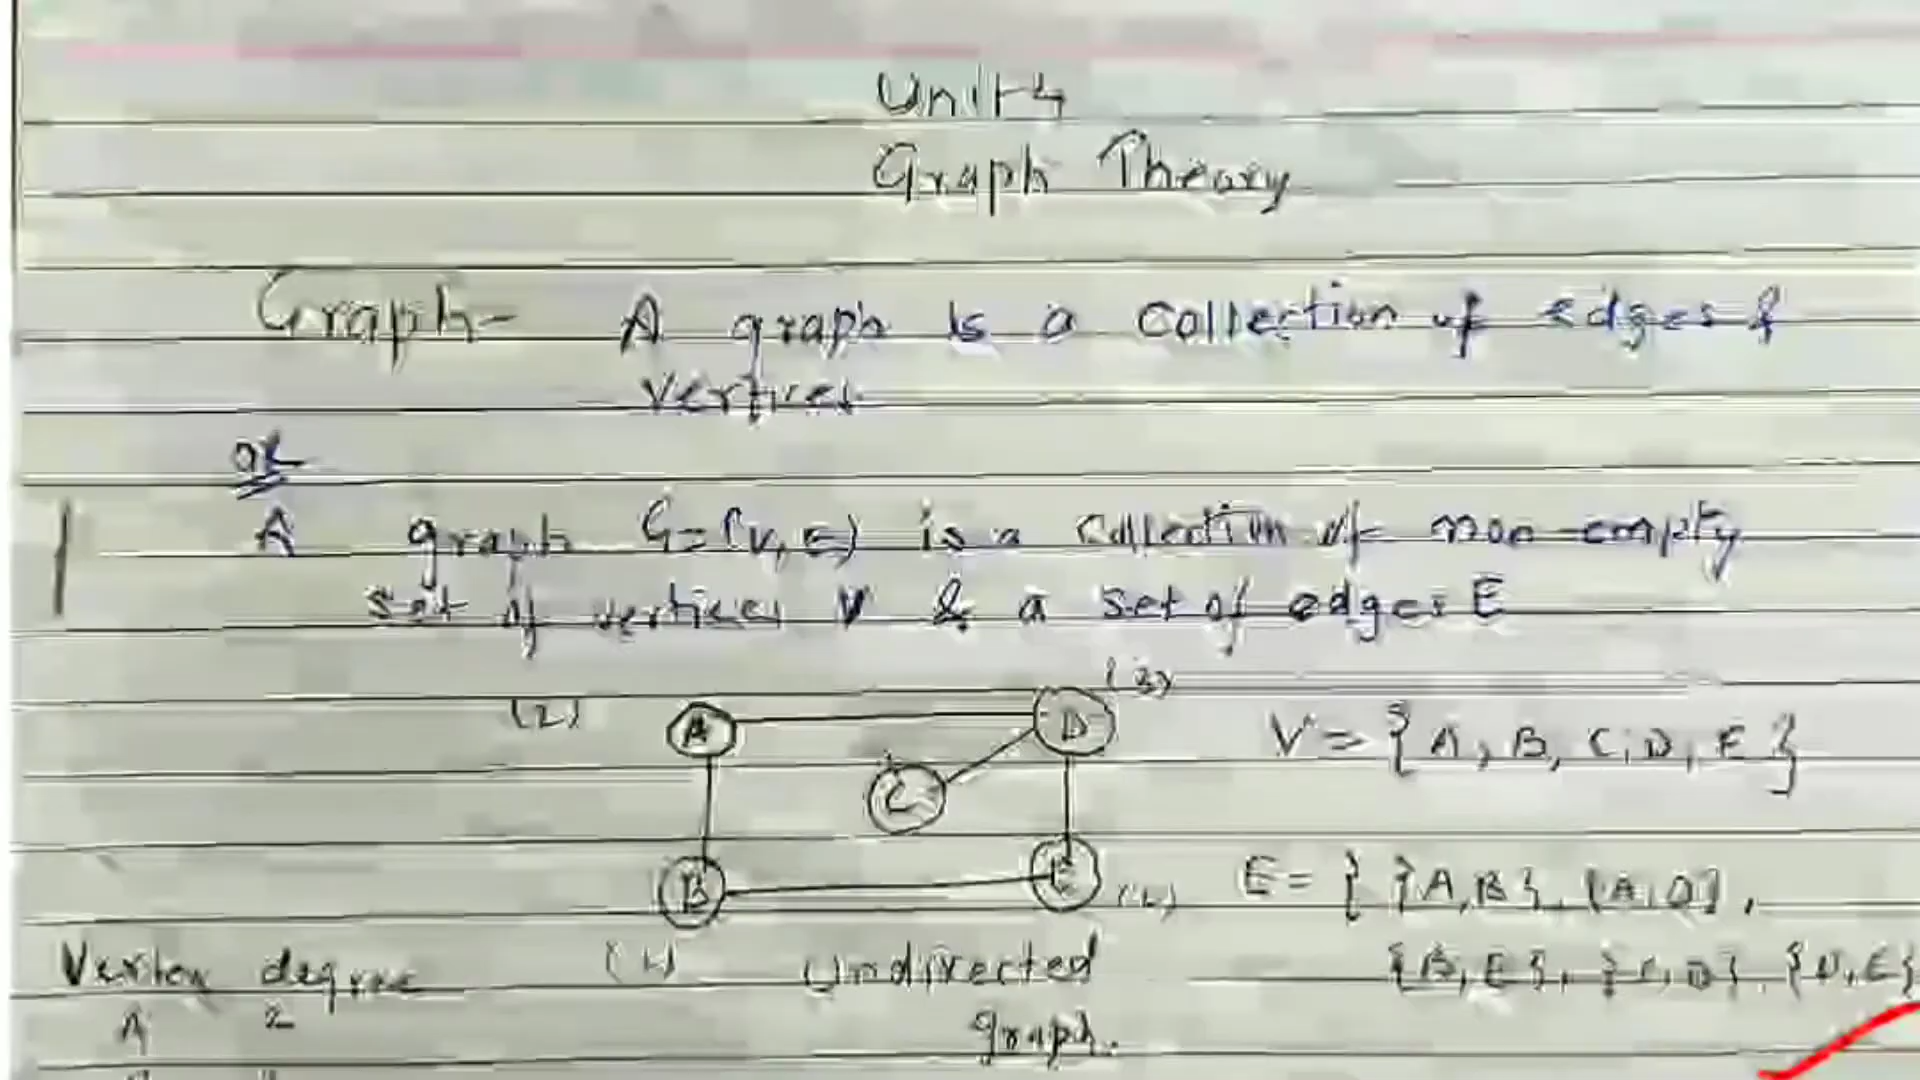 Unit 4
Graph Theory
Graph- A graph is a collection of edges &
vertices
OR
A graph G=(V,E) is a collection of non-empty
set of vertices V & a set of edges E
(2) A D (3)
V = {A, B, C, D, E}
C
B E (2)
E = { {A,B}, {A,D},
{B,E}, {C,D}, {D,E}
Vertex degree
Undirected
A 2
graph.